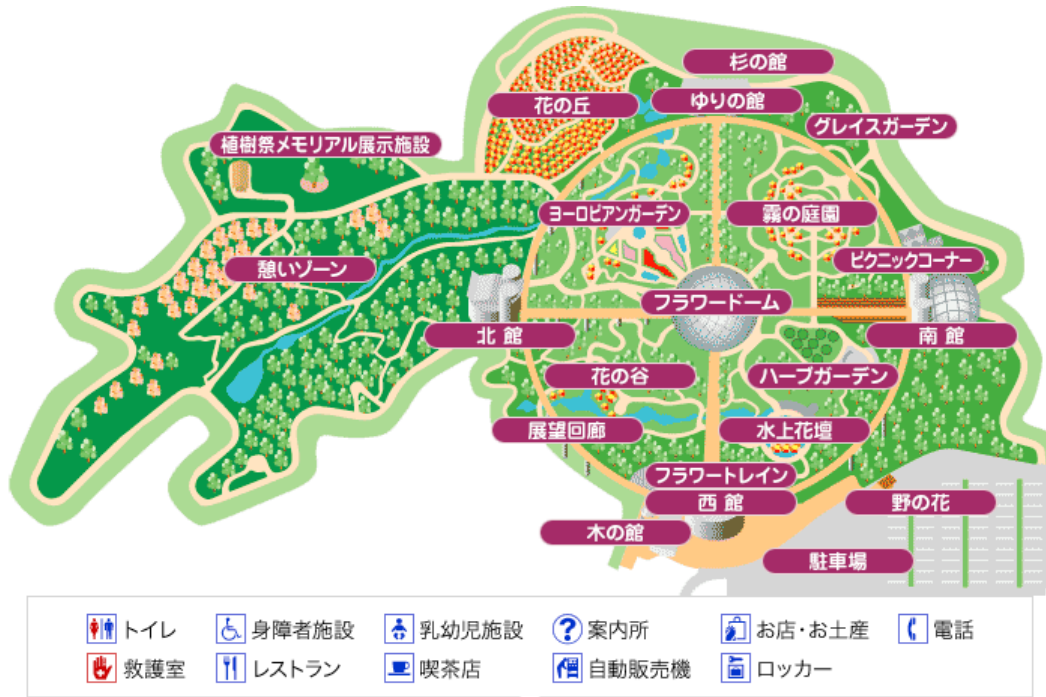 杉の館
花の丘
ゆりの館
グレイスガーデン
植樹祭メモリアル展示施設
ヨーロピアンガーデン
霧の庭園
憩いゾーン
ピクニックコーナー
フラワードーム
北館
南館
花の谷
ハーブガーデン
展望回廊
水上花壇
フラワートレイン
西館
野の花
木の館
駐車場
トイレ 身障者施設 乳幼児施設 案内所 お店・お土産 電話
救護室 レストラン 喫茶店 自動販売機 ロッカー